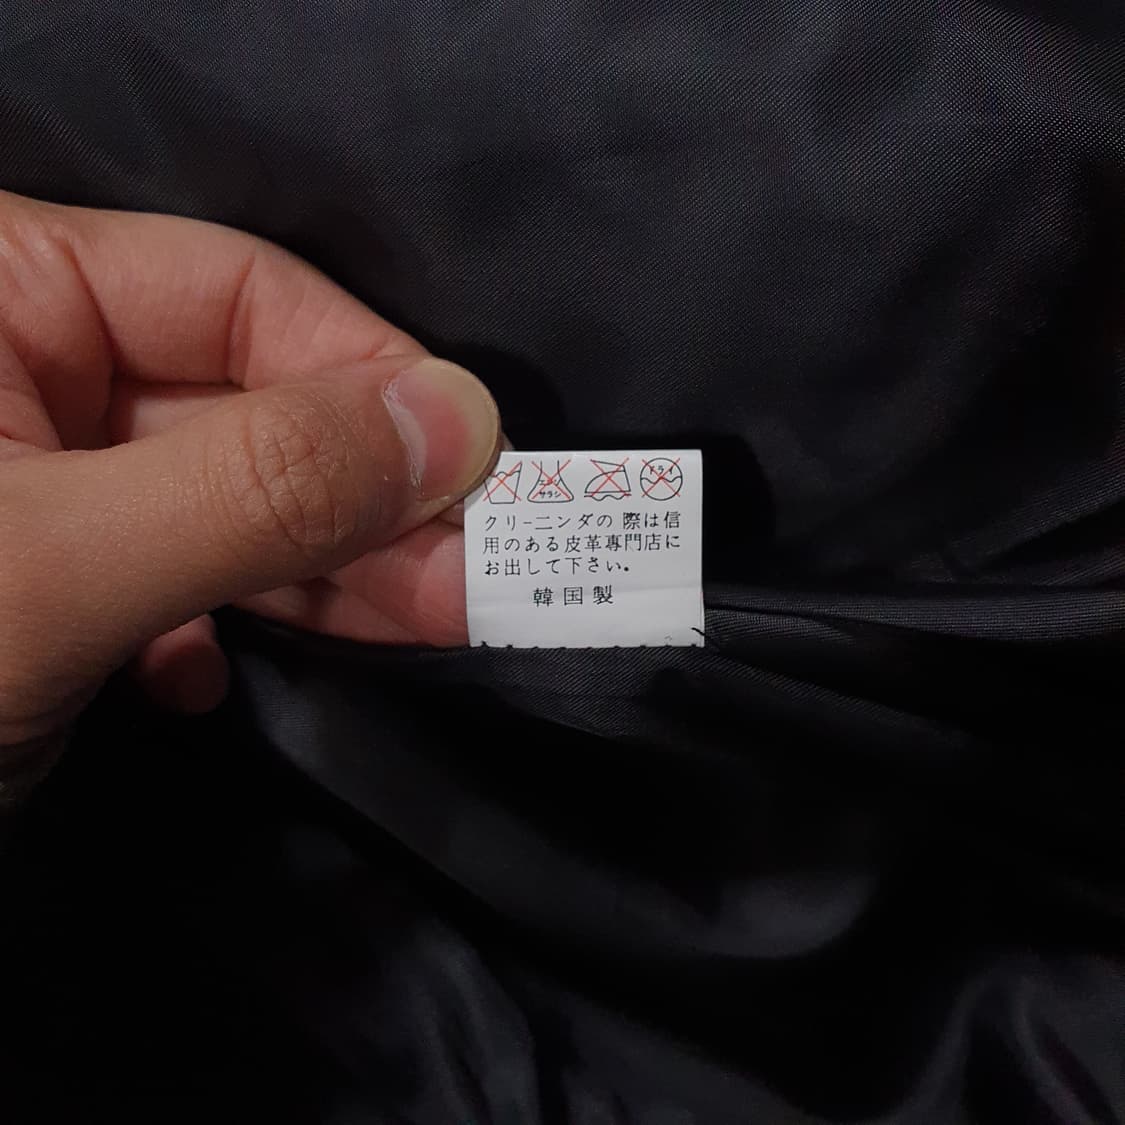 エンソ サラシ ドライ
クリーニンダの 際は信
用のある皮革専門店に
お出して下さい。
韓国製